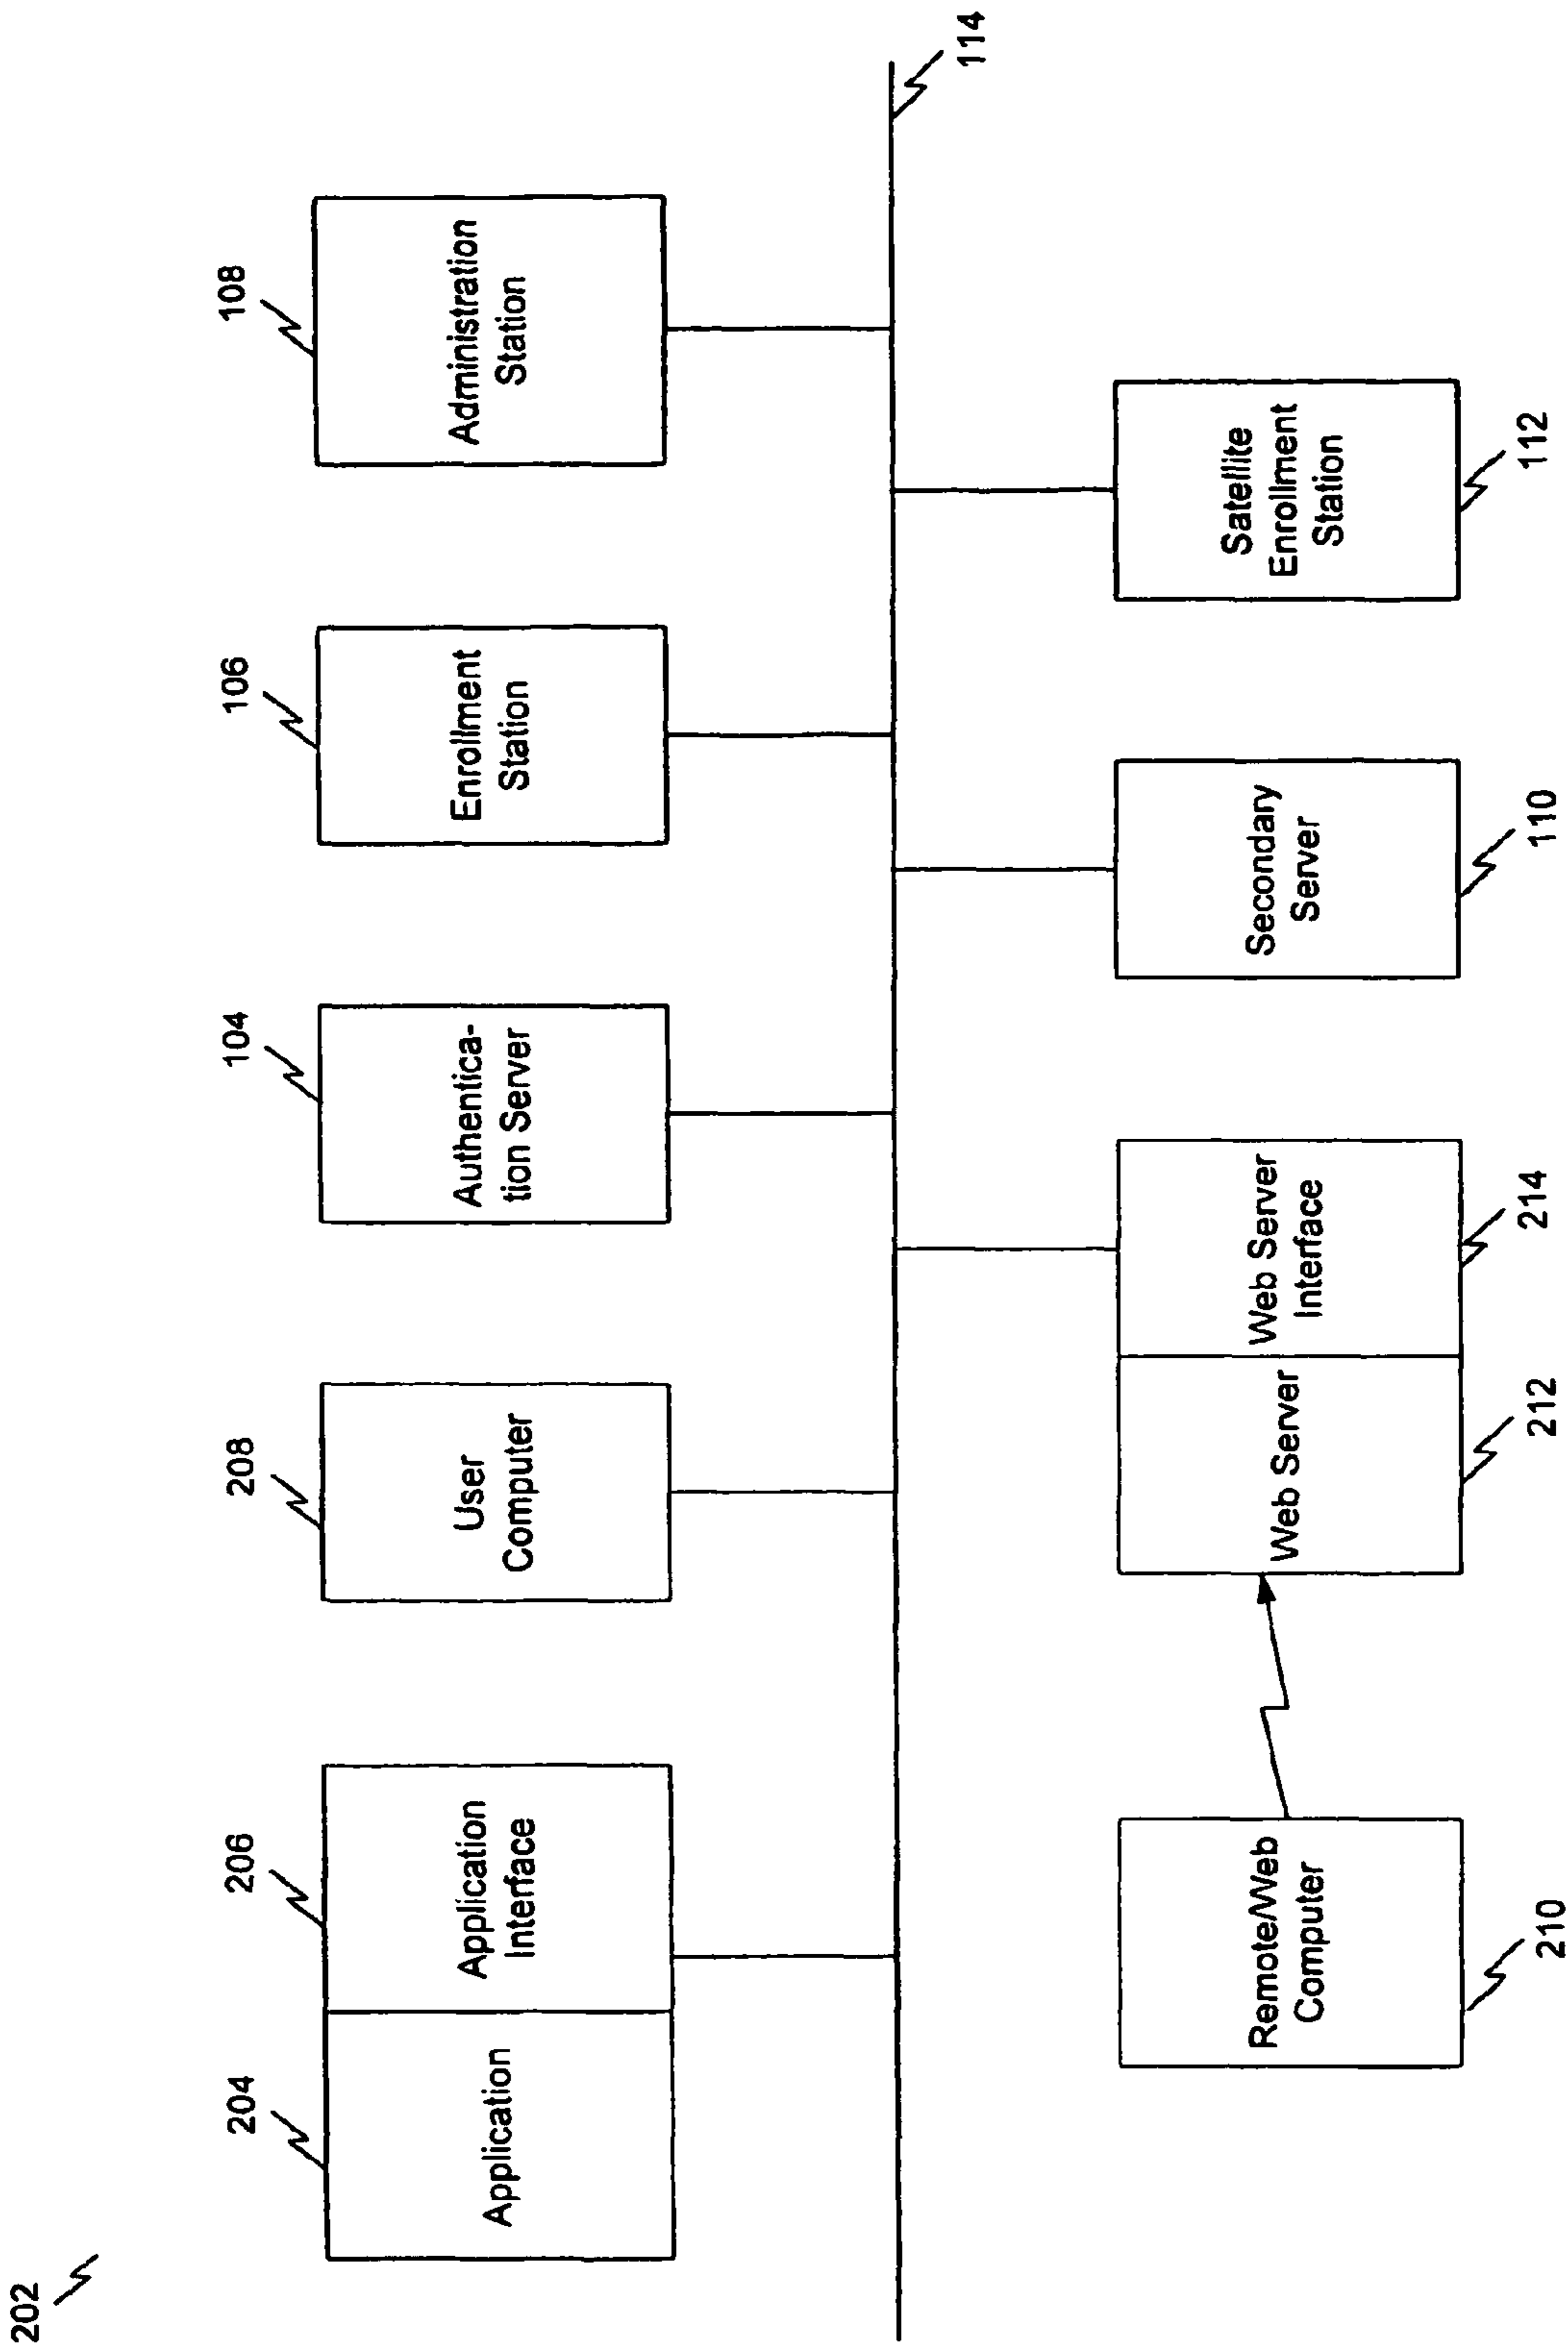 202
204
206
208
104
106
108
Application
Application
Interface
User
Computer
Authentica-
tion Server
Enrollment
Station
Administration
Station
114
Remote/Web
Computer
Web Server
Web Server
Interface
Secondary
Server
Satellite
Enrollment
Station
210
212
214
110
112